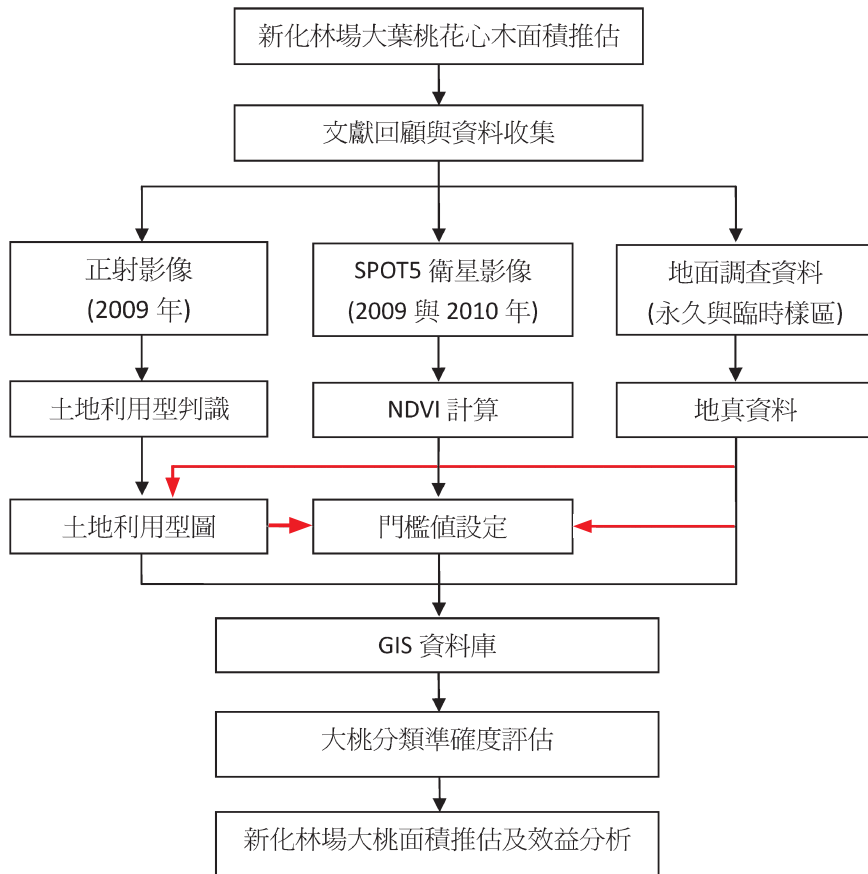 新化林場大葉桃花心木面積推估
文獻回顧與資料收集
正射影像
(2009 年)
SPOT5 衛星影像
(2009 與 2010 年)
地面調查資料
(永久與臨時樣區)
土地利用型判識
NDVI 計算
地真資料
土地利用型圖
門檻值設定
GIS 資料庫
大桃分類準確度評估
新化林場大桃面積推估及效益分析